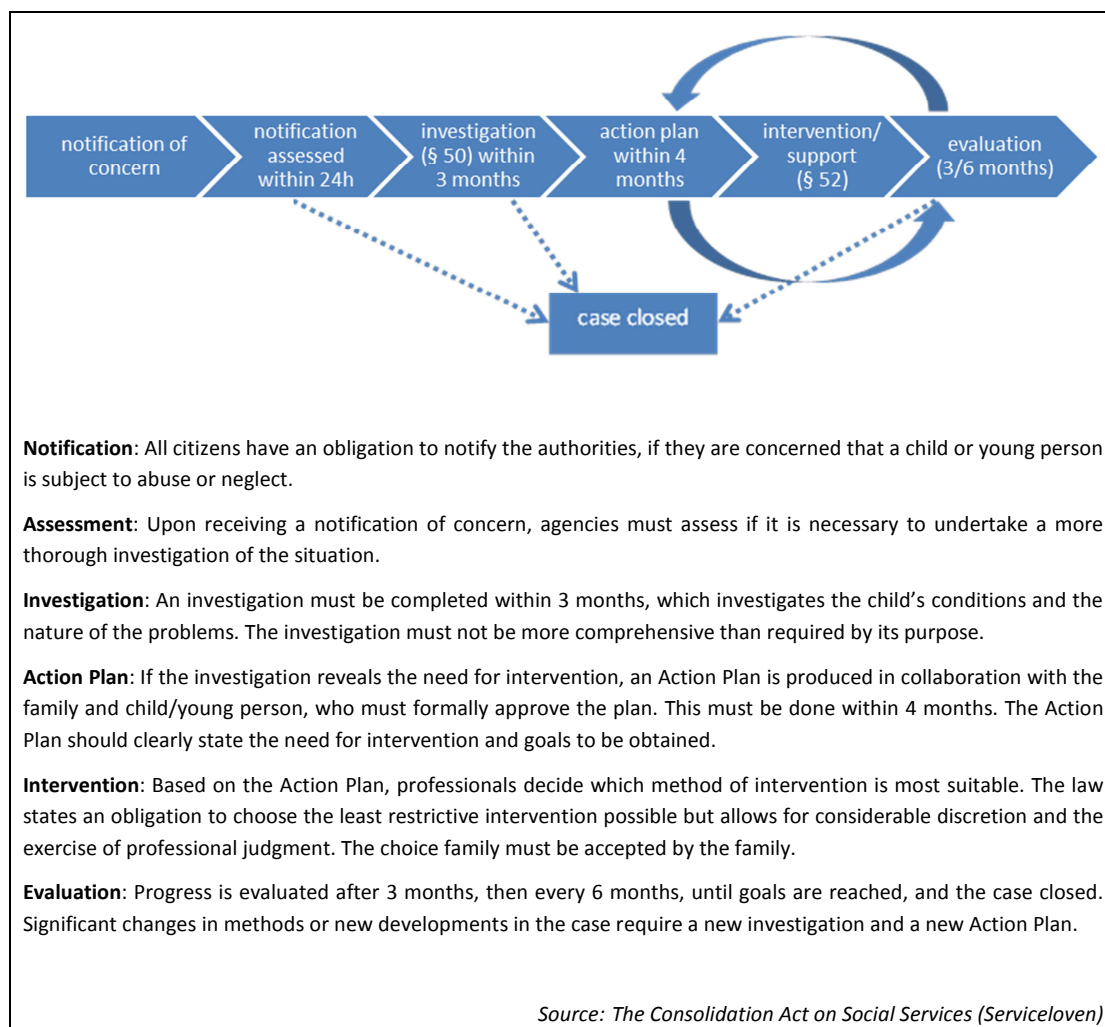 notification of
concern
notification
assessed
within 24h
investigation
(§ 50) within
3 months
action plan
within 4
months
intervention/
support
(§ 52)
evaluation
(3/6 months)
case closed
Notification: All citizens have an obligation to notify the authorities, if they are concerned that a child or young person
is subject to abuse or neglect.
Assessment: Upon receiving a notification of concern, agencies must assess if it is necessary to undertake a more
thorough investigation of the situation.
Investigation: An investigation must be completed within 3 months, which investigates the child’s conditions and the
nature of the problems. The investigation must not be more comprehensive than required by its purpose.
Action Plan: If the investigation reveals the need for intervention, an Action Plan is produced in collaboration with the
family and child/young person, who must formally approve the plan. This must be done within 4 months. The Action
Plan should clearly state the need for intervention and goals to be obtained.
Intervention: Based on the Action Plan, professionals decide which method of intervention is most suitable. The law
states an obligation to choose the least restrictive intervention possible but allows for considerable discretion and the
exercise of professional judgment. The choice family must be accepted by the family.
Evaluation: Progress is evaluated after 3 months, then every 6 months, until goals are reached, and the case closed.
Significant changes in methods or new developments in the case require a new investigation and a new Action Plan.
Source: The Consolidation Act on Social Services (Serviceloven)